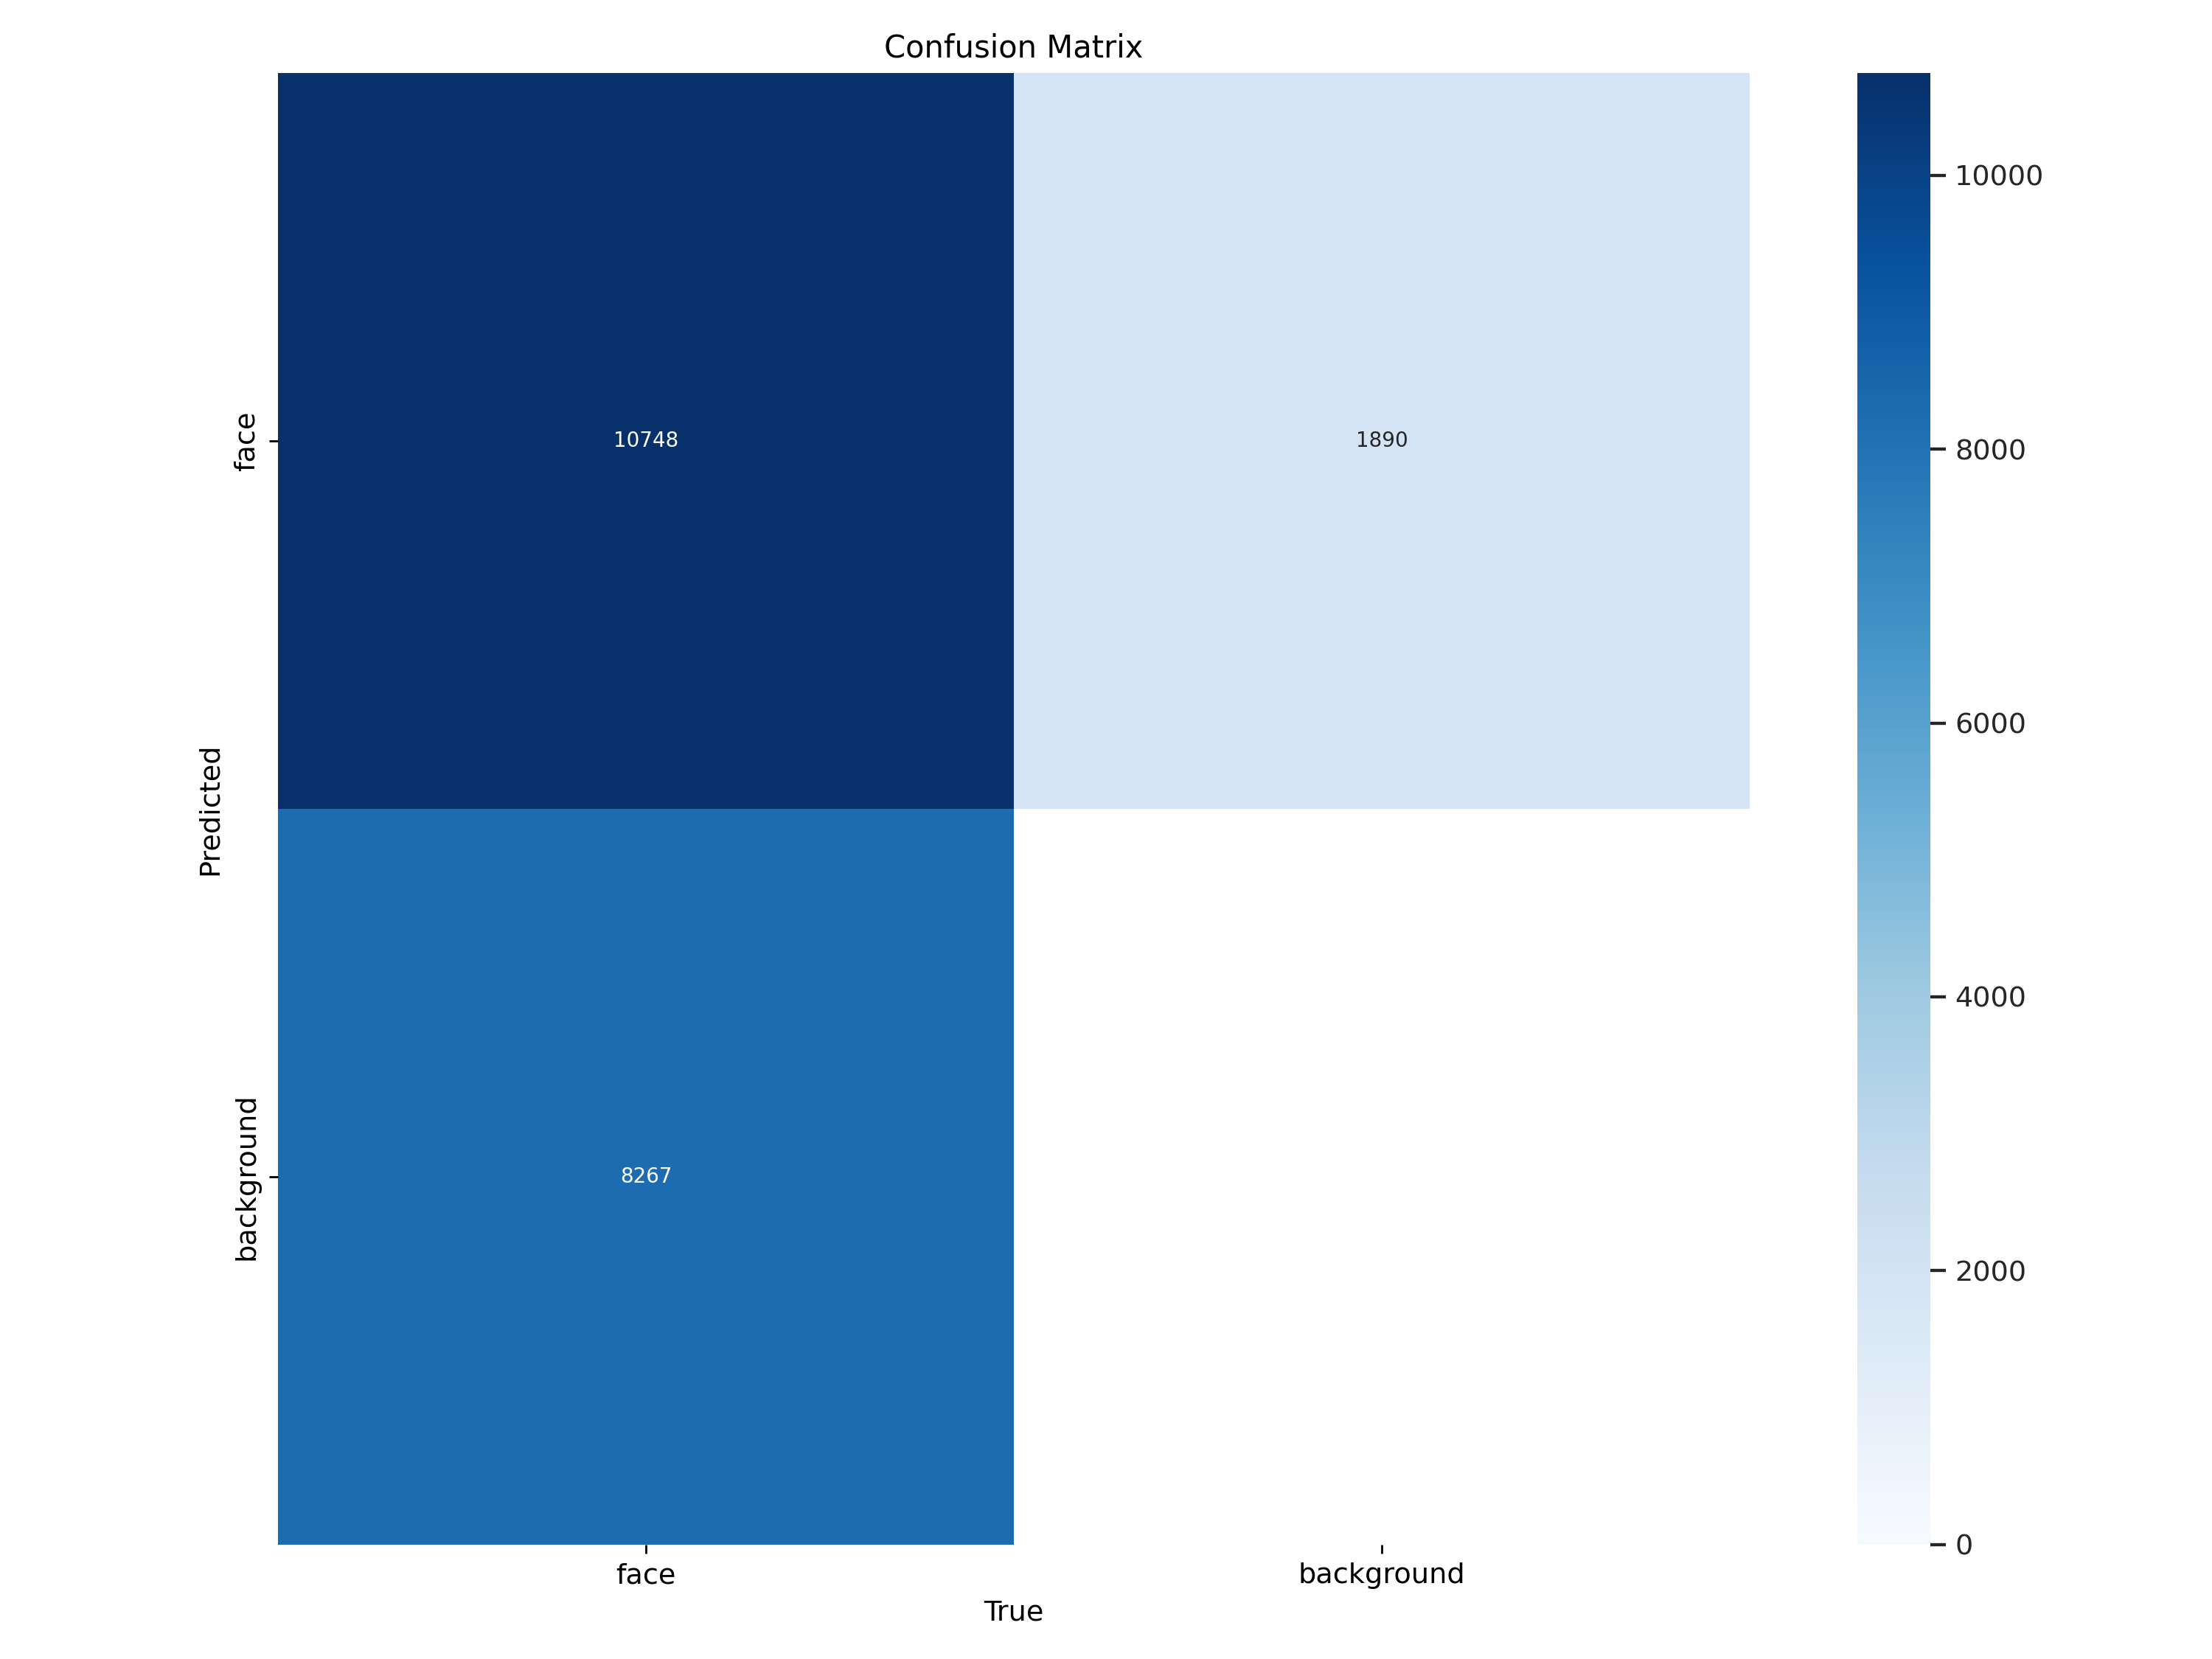 Confusion Matrix
10000
8000
6000
4000
2000
0
Predicted
face
background
10748
1890
8267
face
background
True